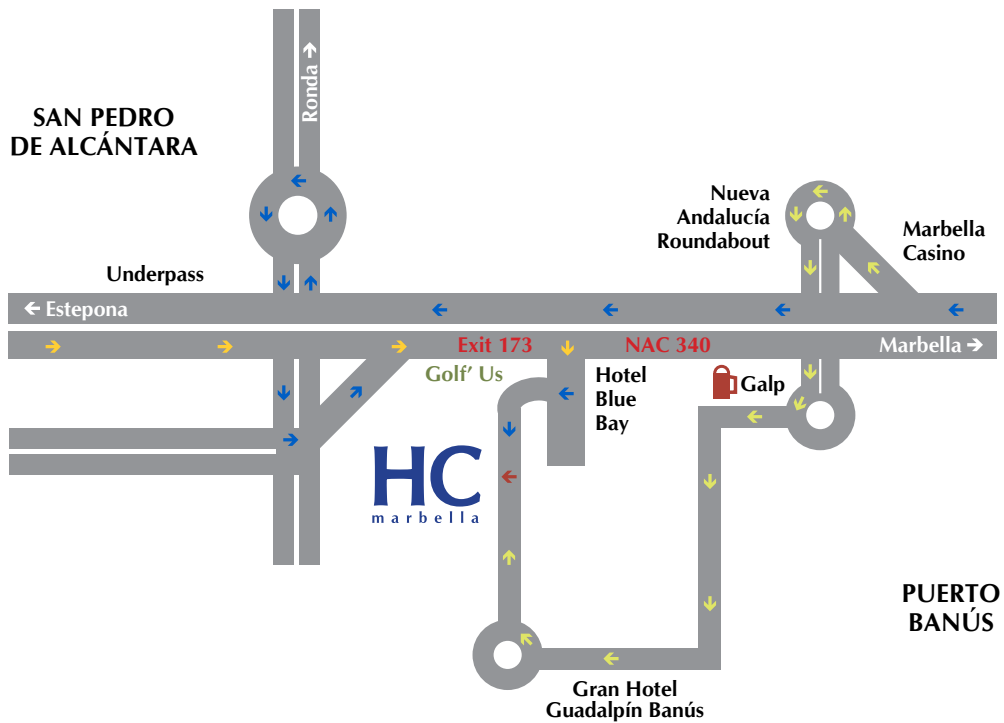 Ronda →
SAN PEDRO
DE ALCÁNTARA
Nueva
Andalucía
Roundabout
Marbella
Casino
Underpass
← Estepona
Exit 173
NAC 340
Marbella →
Golf' Us
Hotel
Blue
Bay
Galp
HC
marbella
PUERTO
BANÚS
Gran Hotel
Guadalpín Banús